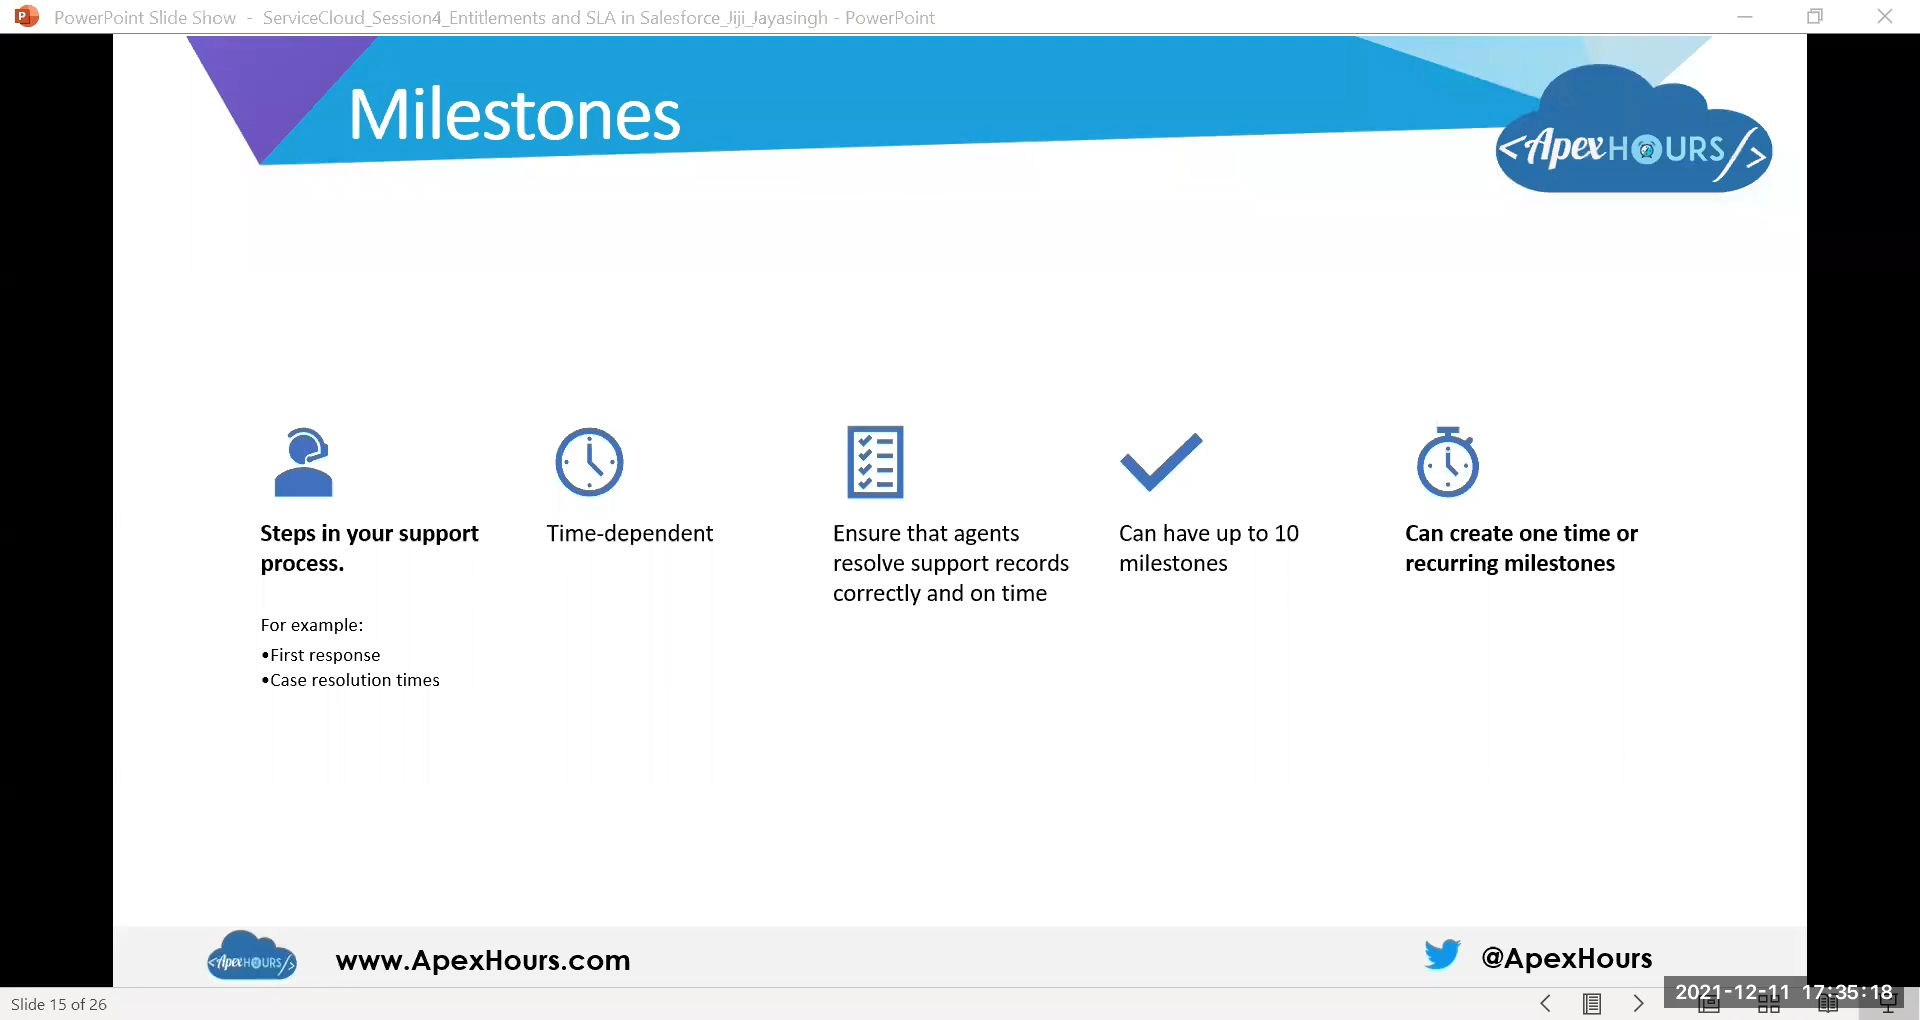 PowerPoint Slide Show - ServiceCloud_Session4_Entitlements and SLA in Salesforce_Jiji_Jayasingh - PowerPoint
Milestones
<ApexHOURS/>
Steps in your support
process.
For example:
•First response
•Case resolution times
Time-dependent
Ensure that agents
resolve support records
correctly and on time
Can have up to 10
milestones
Can create one time or
recurring milestones
<ApexHOURS/>
www.ApexHours.com
@ApexHours
2021-12-11 17:35:18
Slide 15 of 26